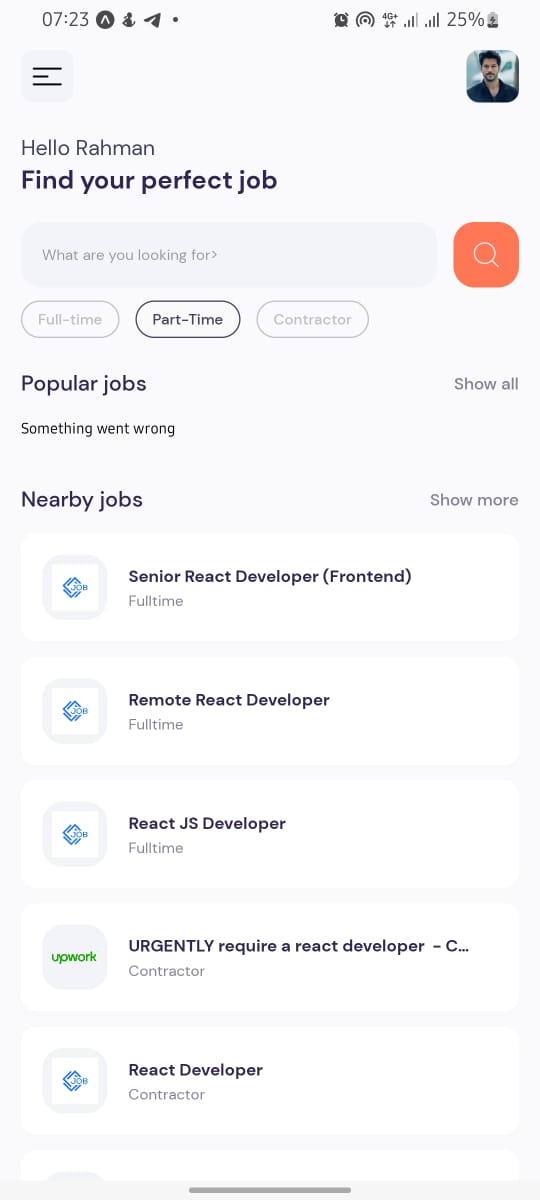 07:23
4G+
25%
Hello Rahman
Find your perfect job
What are you looking for>
Full-time
Part-Time
Contractor
Popular jobs
Show all
Something went wrong
Nearby jobs
Show more
JOB
Senior React Developer (Frontend)
Fulltime
JOB
Remote React Developer
Fulltime
JOB
React JS Developer
Fulltime
upwork
URGENTLY require a react developer - C...
Contractor
JOB
React Developer
Contractor